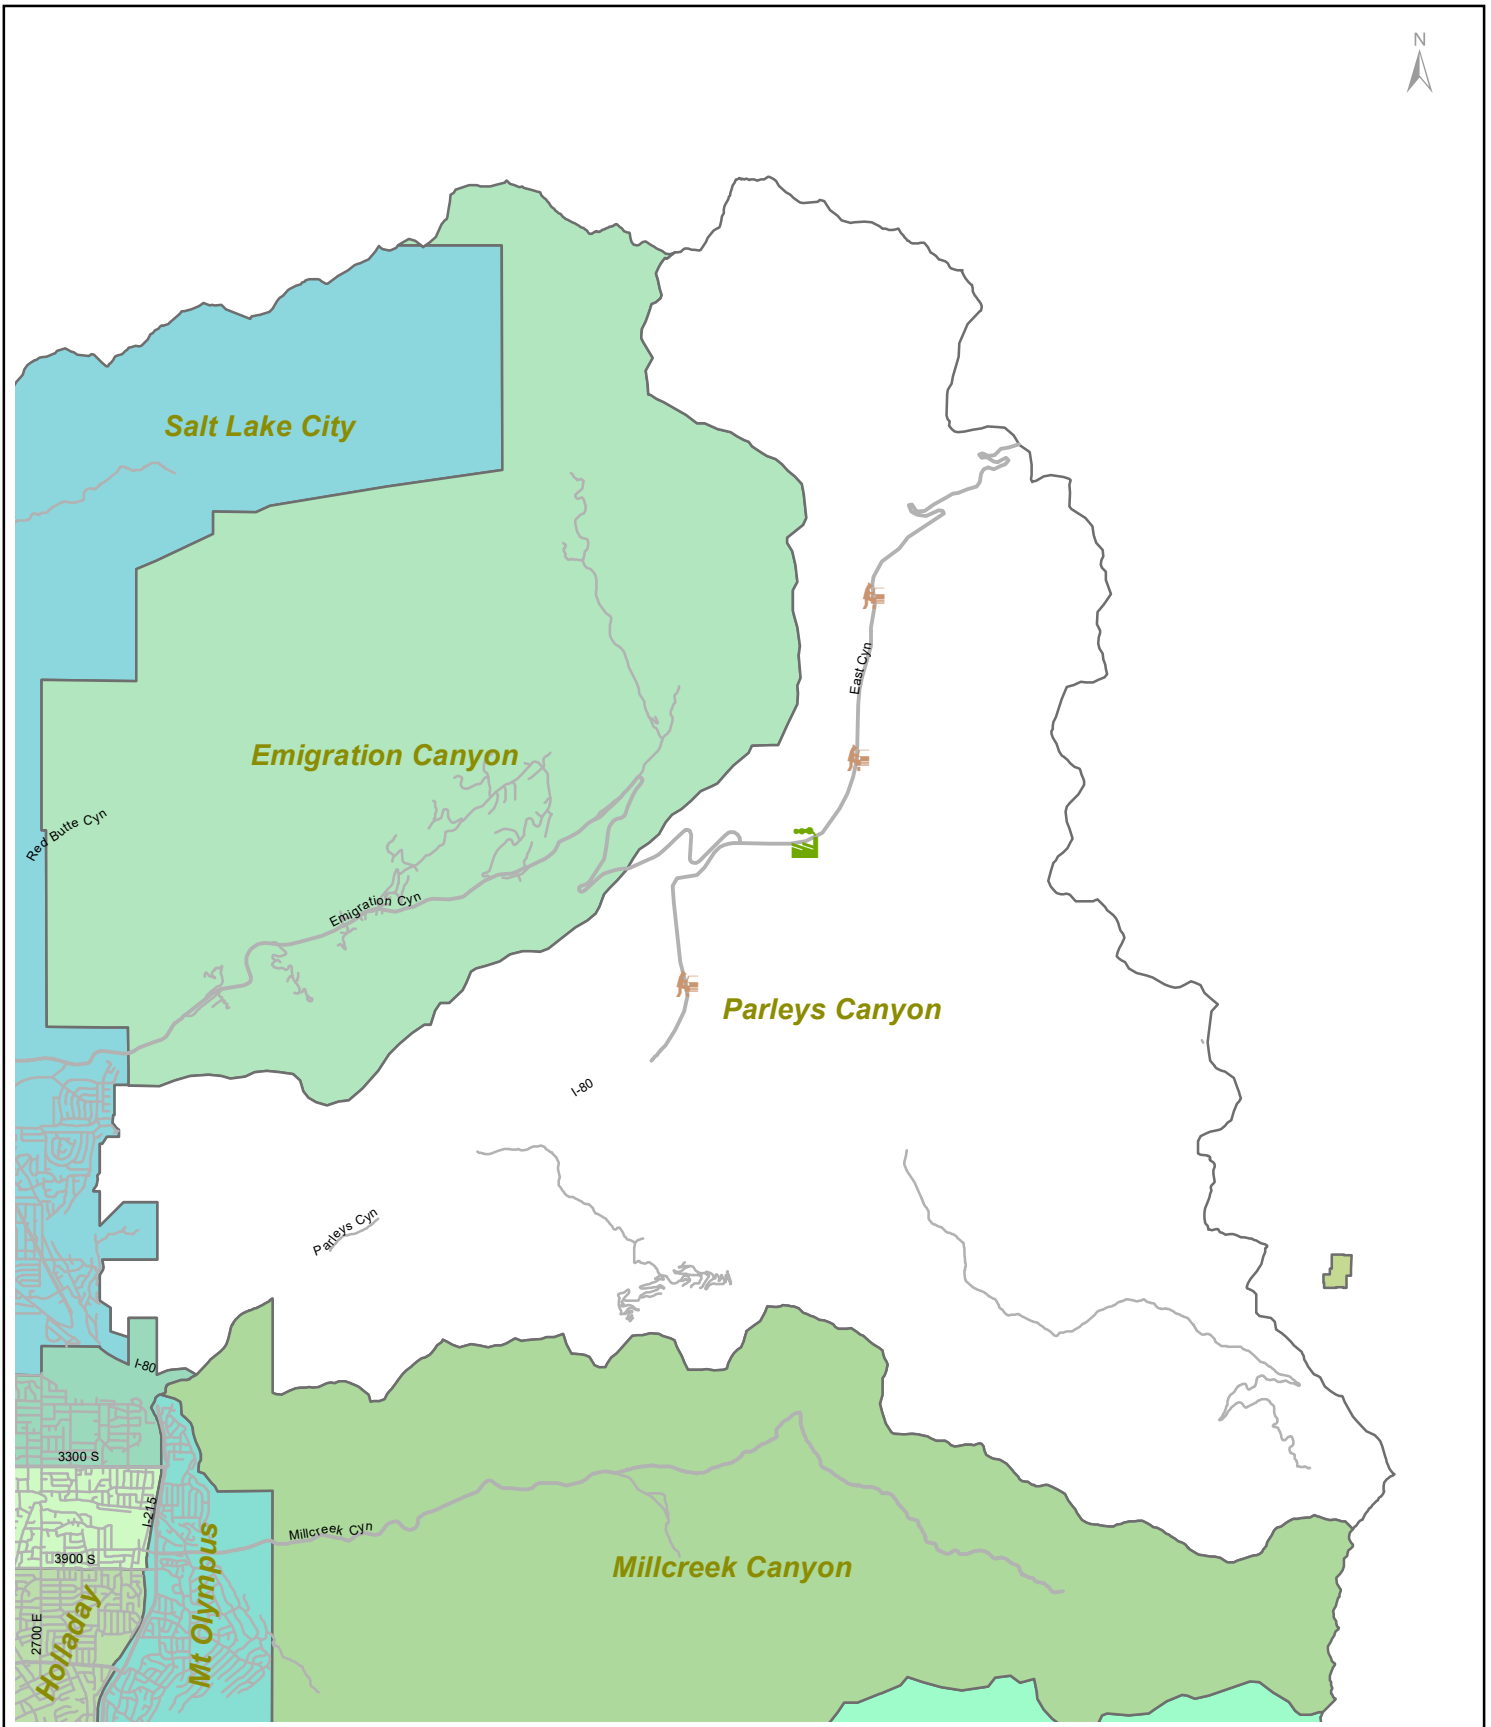 N
Salt Lake City
East Cyn
Emigration Canyon
Red Butte Cyn
Emigration Cyn
Parleys Canyon
I-80
Parleys Cyn
I-80
3300 S
I-215
Millcreek Cyn
3900 S
Millcreek Canyon
Mt Olympus
Holladay
2700 E